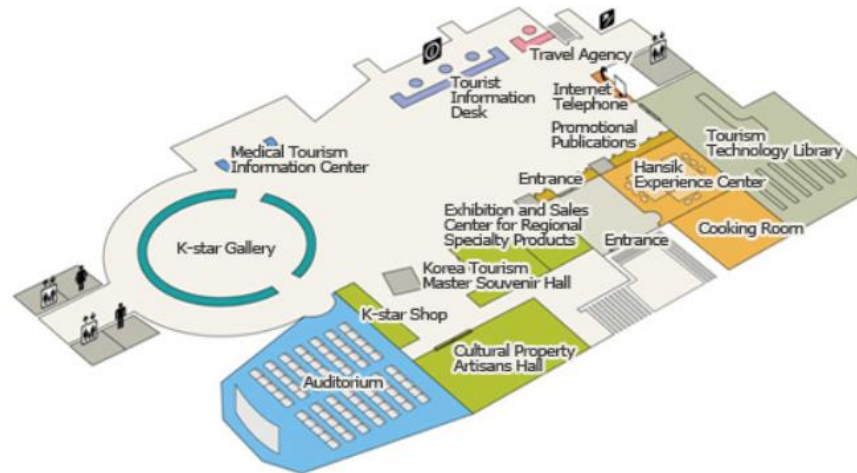 Travel Agency
Tourist
Information
Desk
Internet
Telephone
Promotional
Publications
Tourism
Technology Library
Medical Tourism
Information Center
Entrance
Hansik
Experience Center
Exhibition and Sales
Center for Regional
Specialty Products
Entrance
Cooking Room
K-star Gallery
Korea Tourism
Master Souvenir Hall
K-star Shop
Cultural Property
Artisans Hall
Auditorium